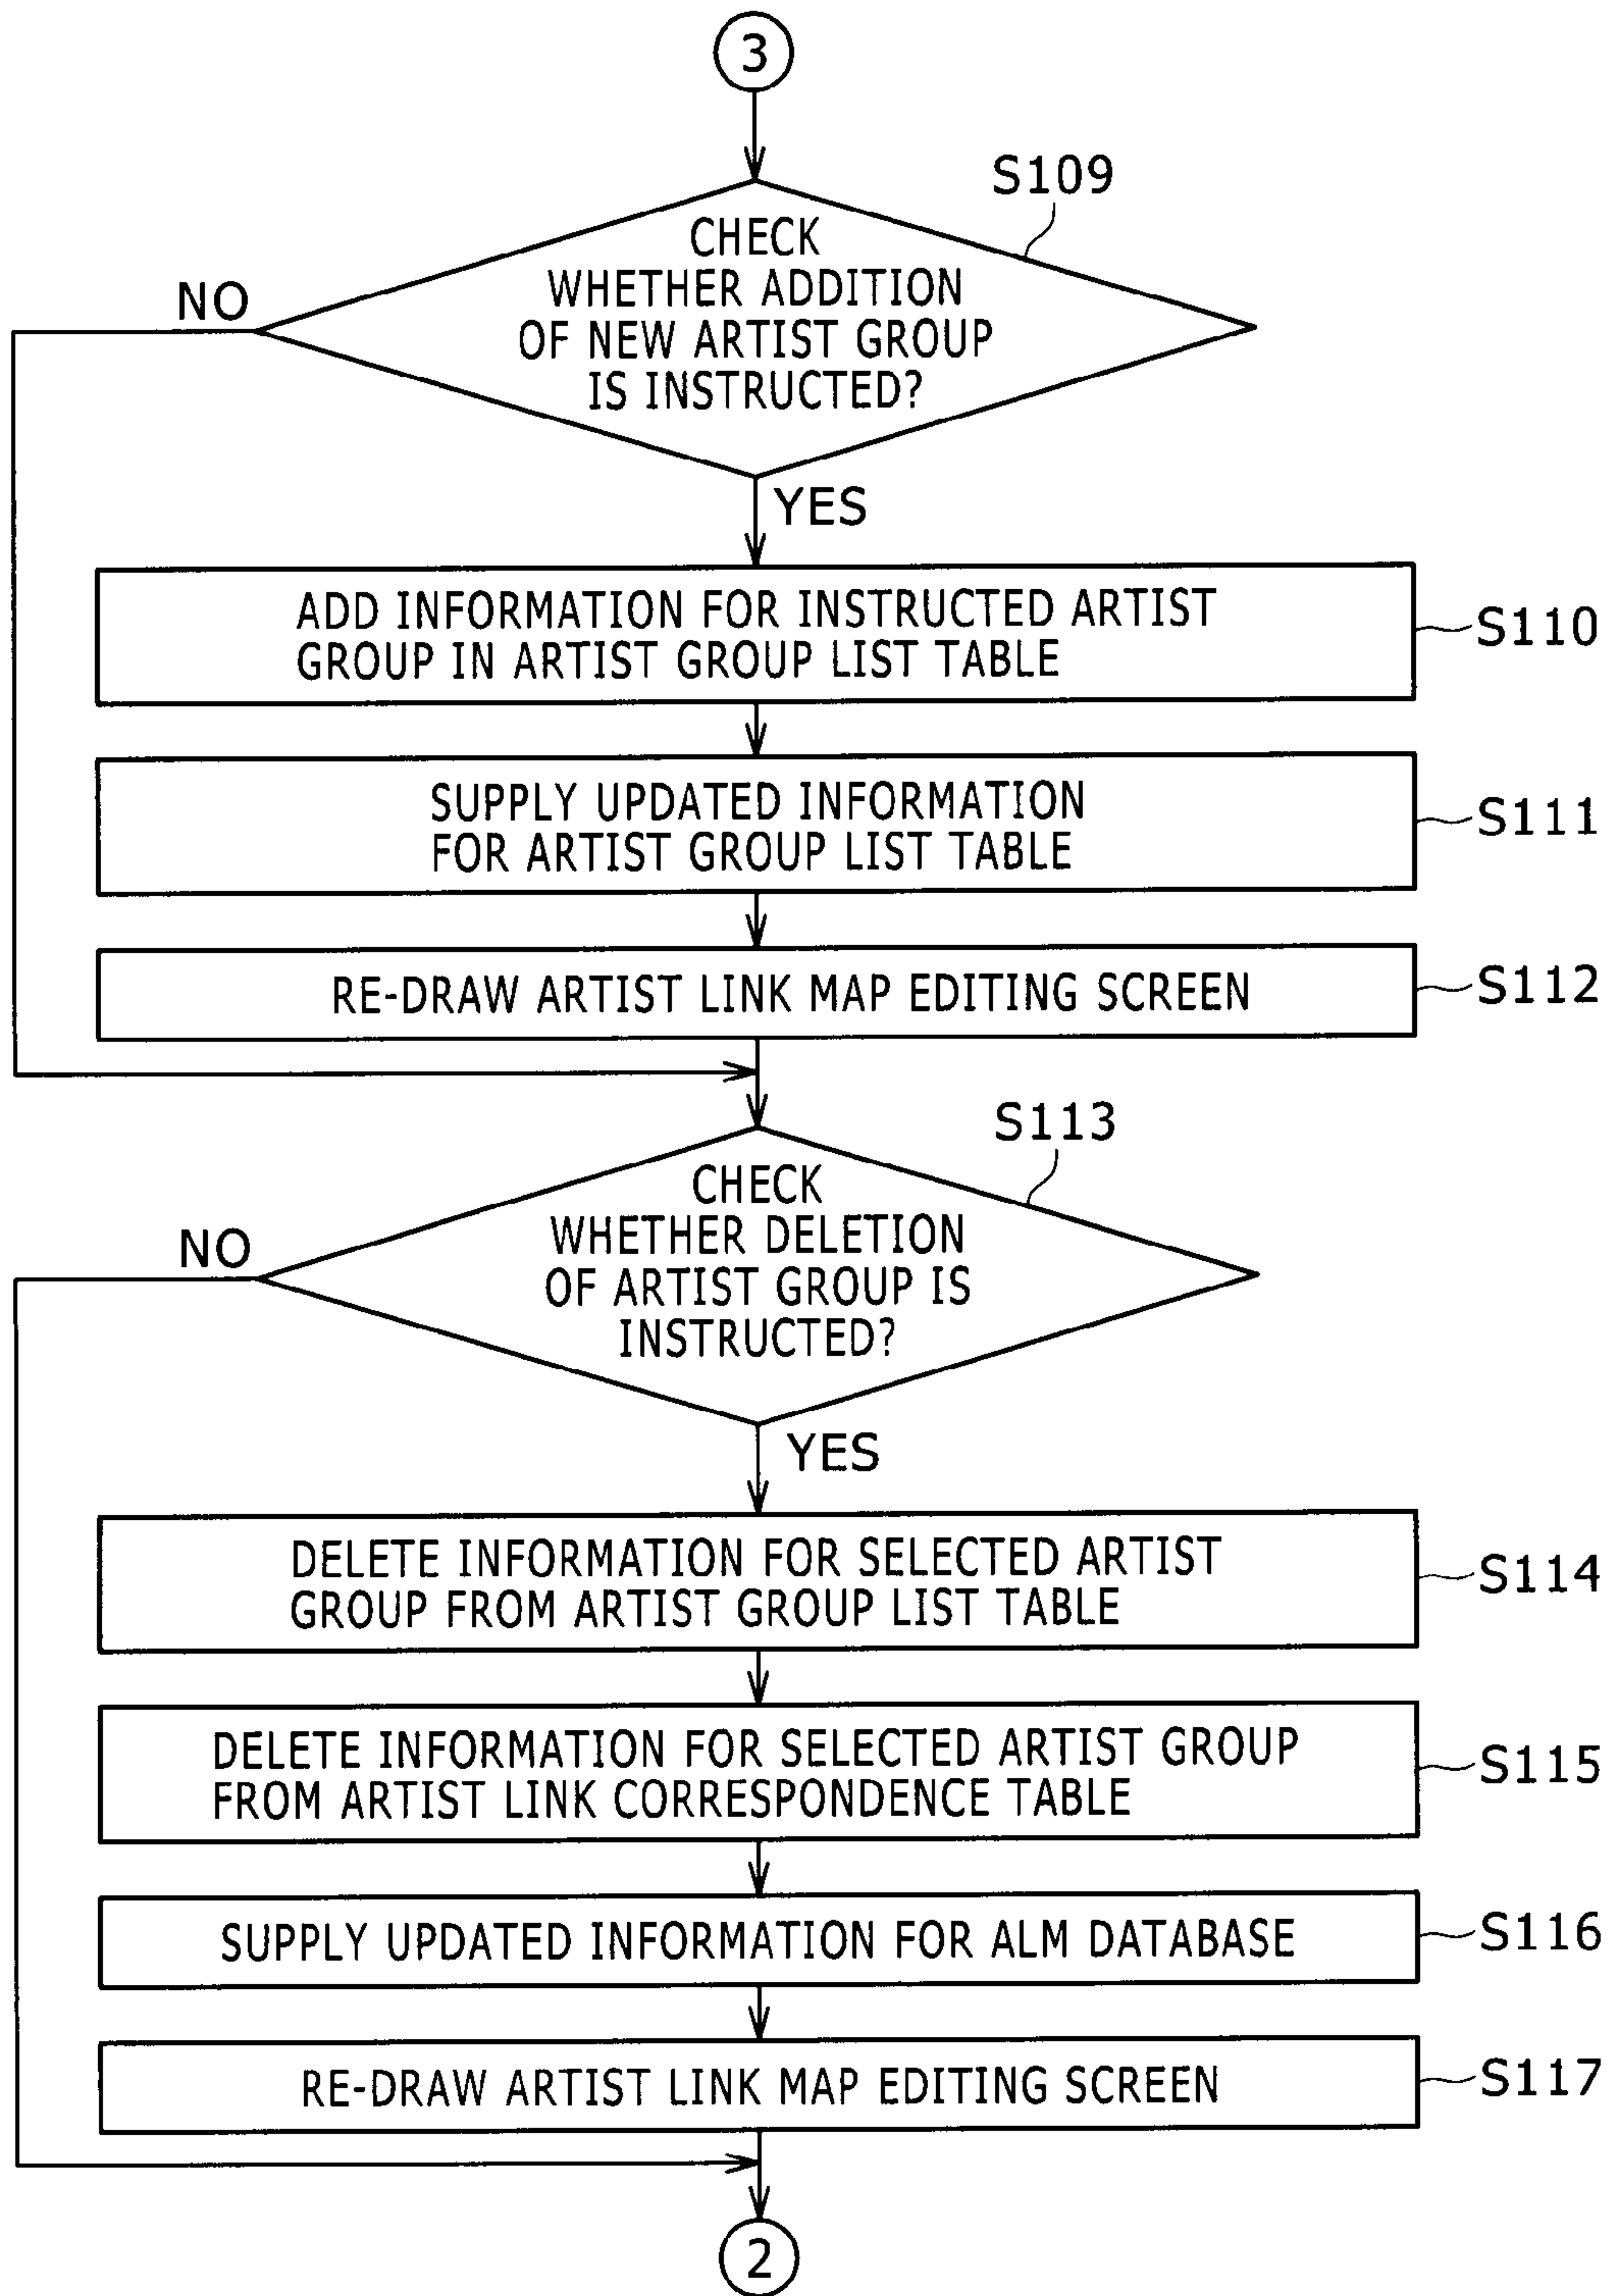 3
S109
CHECK
WHETHER ADDITION
OF NEW ARTIST GROUP
IS INSTRUCTED?
NO
YES
ADD INFORMATION FOR INSTRUCTED ARTIST
GROUP IN ARTIST GROUP LIST TABLE
S110
SUPPLY UPDATED INFORMATION
FOR ARTIST GROUP LIST TABLE
S111
RE-DRAW ARTIST LINK MAP EDITING SCREEN
S112
S113
CHECK
WHETHER DELETION
OF ARTIST GROUP IS
INSTRUCTED?
NO
YES
DELETE INFORMATION FOR SELECTED ARTIST
GROUP FROM ARTIST GROUP LIST TABLE
S114
DELETE INFORMATION FOR SELECTED ARTIST GROUP
FROM ARTIST LINK CORRESPONDENCE TABLE
S115
SUPPLY UPDATED INFORMATION FOR ALM DATABASE
S116
RE-DRAW ARTIST LINK MAP EDITING SCREEN
S117
2